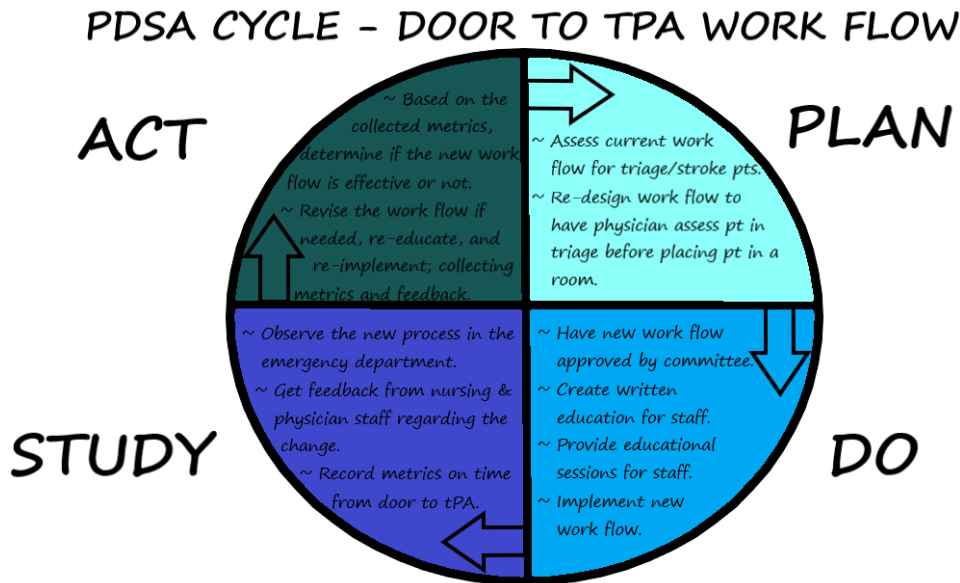 PDSA CYCLE - DOOR TO TPA WORK FLOW
ACT
~ Based on the
collected metrics,
determine if the new work
flow is effective or not.
~ Revise the work flow if
needed, re-educate, and
re-implement; collecting
metrics and feedback.
PLAN
~ Assess current work
flow for triage/stroke pts.
~ Re-design work flow to
have physician assess pt in
triage before placing pt in a
room.
STUDY
~ Observe the new process in the
emergency department.
~ Get feedback from nursing &
physician staff regarding the
change.
~ Record metrics on time
from door to tPA.
DO
~ Have new work flow
approved by committee.
~ Create written
education for staff.
~ Provide educational
sessions for staff.
~ Implement new
work flow.